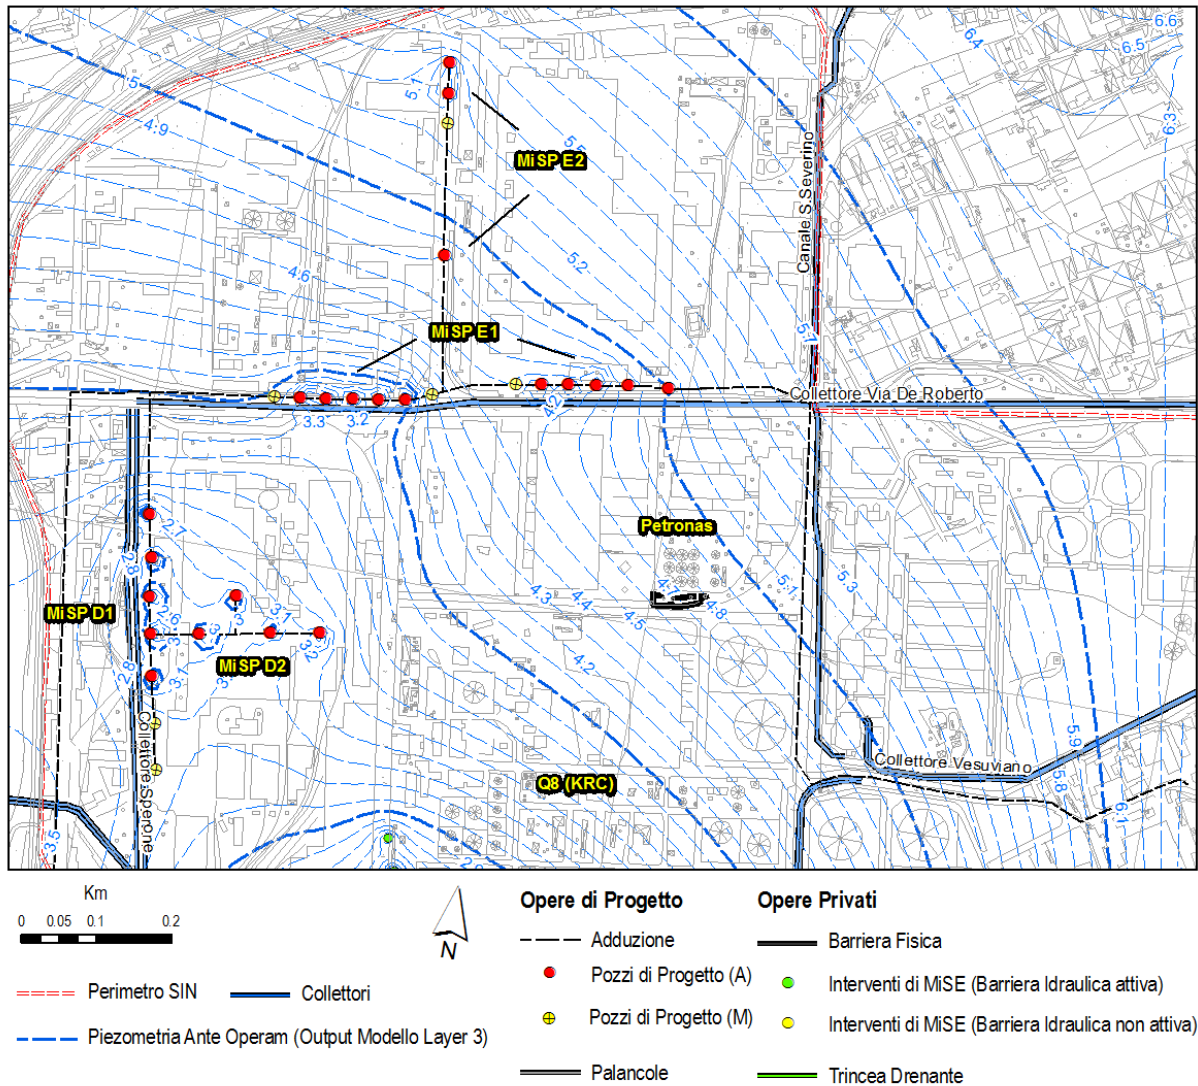 6.6
6.4
6.5
5.1
5
4.9
5.5
6.3
MiSP E2
Canale S.Severino
5.2
4.6
MiSP E1
5.7
Collettore Via De Roberto
4.2
3.3
3.2
Petronas
2.7
2.8
4.3
5.1
5.3
4.4
4.8
MiSP D1
2.6
3
3.1
4.5
3
3
3.2
MiSP D2
4.2
2.8
3.1
Collettore Sperone
5.9
Collettore Vesuviano
Q8 (KRC)
5.8
6.1
3.5
Km
0 0.05 0.1 0.2
N
Opere di Progetto
Opere Privati
Adduzione
Barriera Fisica
Pozzi di Progetto (A)
Interventi di MiSE (Barriera Idraulica attiva)
Perimetro SIN
Collettori
Pozzi di Progetto (M)
Interventi di MiSE (Barriera Idraulica non attiva)
Piezometria Ante Operam (Output Modello Layer 3)
Palancole
Trincea Drenante